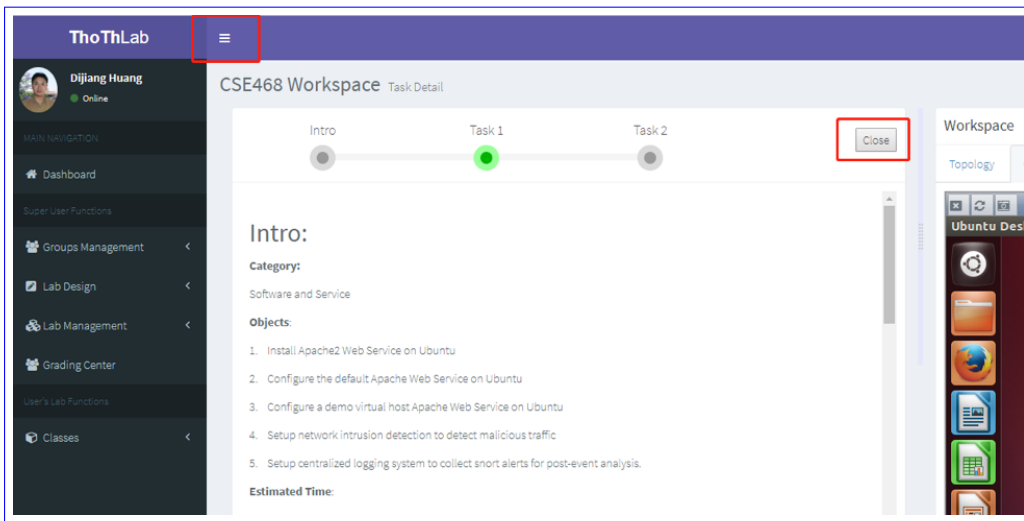 ThoThLab
Dijiang Huang
Online
MAIN NAVIGATION
Dashboard
Super User Functions
Groups Management
Lab Design
Lab Management
Grading Center
User's Lab Functions
Classes
CSE468 Workspace Task Detail
Intro Task 1 Task 2
Close
Intro:
Category:
Software and Service
Objects:
1. Install Apache2 Web Service on Ubuntu
2. Configure the default Apache Web Service on Ubuntu
3. Configure a demo virtual host Apache Web Service on Ubuntu
4. Setup network intrusion detection to detect malicious traffic
5. Setup centralized logging system to collect snort alerts for post-event analysis.
Estimated Time:
Workspace
Topology
Ubuntu Des